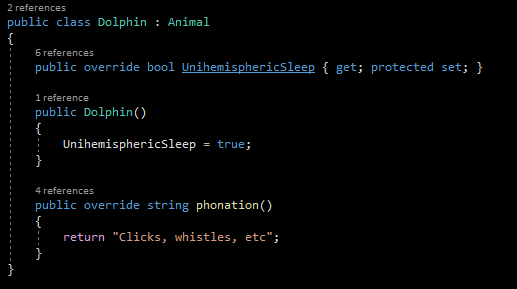 2 references
public class Dolphin : Animal
{
6 references
public override bool UnihemisphericSleep { get; protected set; }
1 reference
public Dolphin()
{
UnihemisphericSleep = true;
}
4 references
public override string phonation()
{
return "Clicks, whistles, etc";
}
}